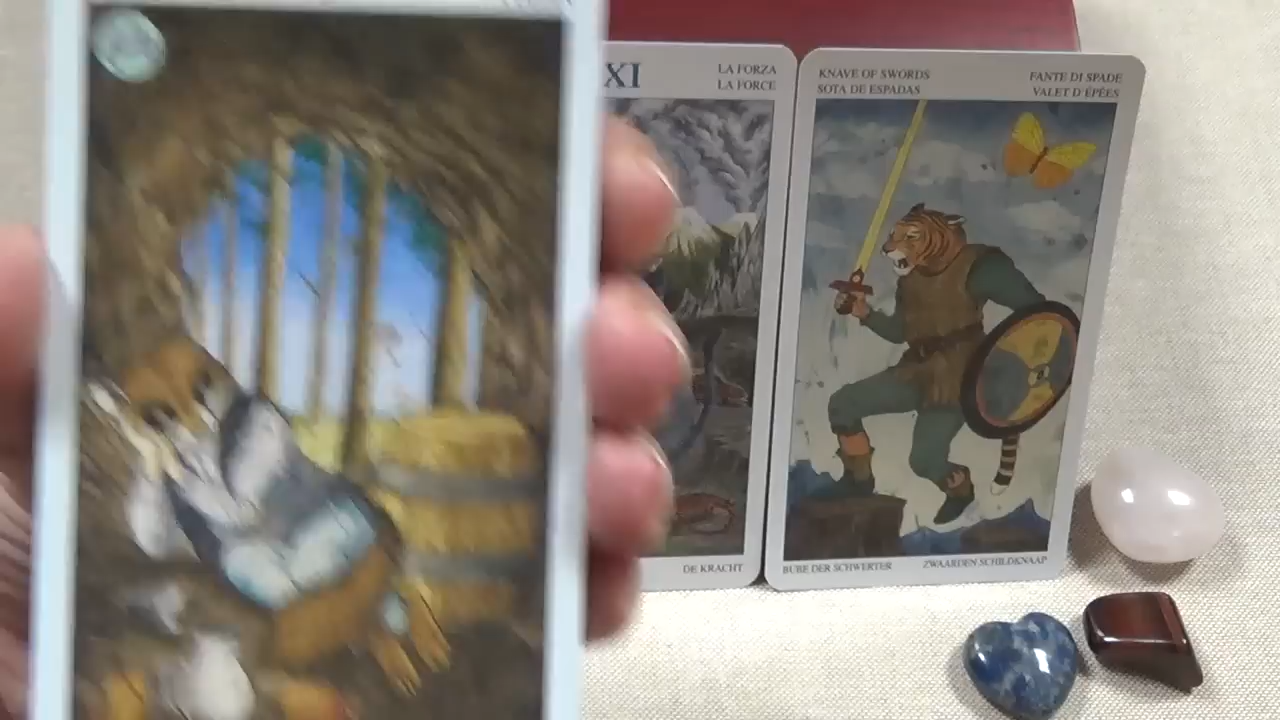 XI
LA FORZA
LA FORCE
DE KRACHT
KNAVE OF SWORDS
SOTA DE ESPADAS
FANTE DI SPADE
VALET D'ÉPÉES
BUBE DER SCHWERTER
ZWAARDEN SCHILDKNAAP